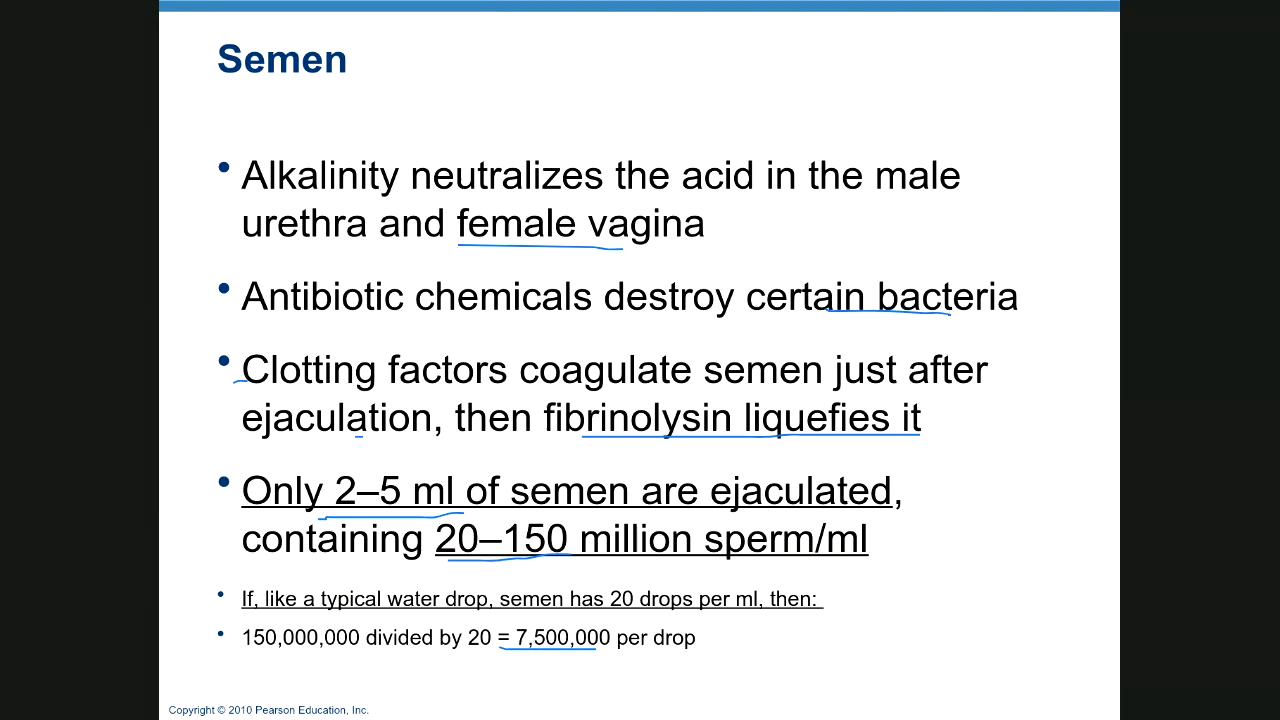 Semen
• Alkalinity neutralizes the acid in the male
urethra and female vagina
• Antibiotic chemicals destroy certain bacteria
• Clotting factors coagulate semen just after
ejaculation, then fibrinolysin liquefies it
• Only 2–5 ml of semen are ejaculated,
containing 20–150 million sperm/ml
• If, like a typical water drop, semen has 20 drops per ml, then:
• 150,000,000 divided by 20 = 7,500,000 per drop
Copyright © 2010 Pearson Education, Inc.